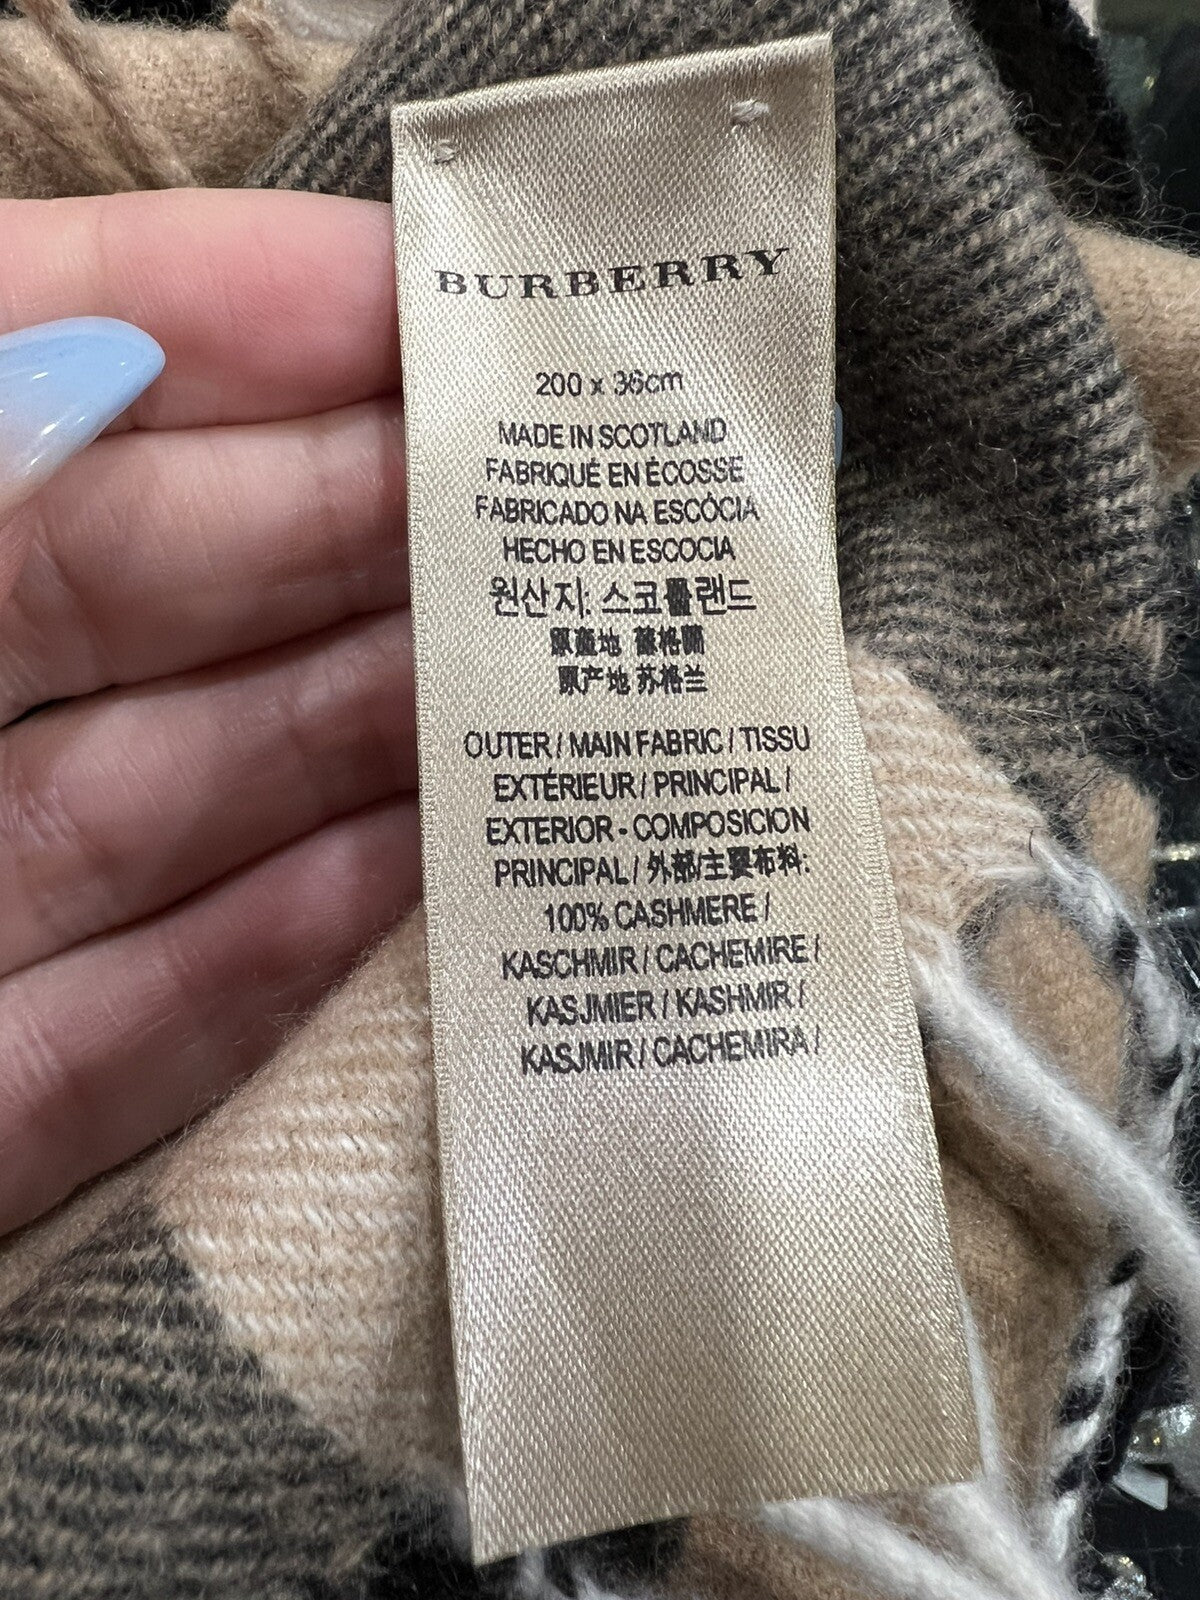 BURBERRY
200 x 36cm
MADE IN SCOTLAND
FABRIQUÉ EN ÉCOSSE
FABRICADO NA ESCÓCIA
HECHO EN ESCOCIA
원산지: 스코틀랜드
原產地 蘇格蘭
原产地 苏格兰
OUTER / MAIN FABRIC / TISSU
EXTÉRIEUR / PRINCIPAL /
EXTERIOR - COMPOSICION
PRINCIPAL / 外部/主要布料:
100% CASHMERE /
KASCHMIR / CACHEMIRE /
KASJMIER / KASHMIR /
KASJMIR / CACHEMIRA /